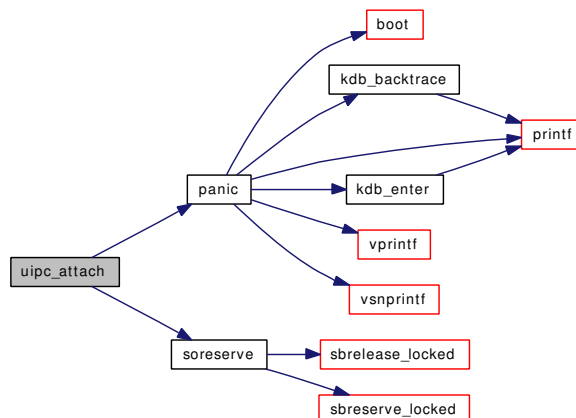 boot
kdb_backtrace
printf
panic
kdb_enter
vprintf
uipc_attach
vsnprintf
soreserve
sbrelease_locked
sbreserve_locked